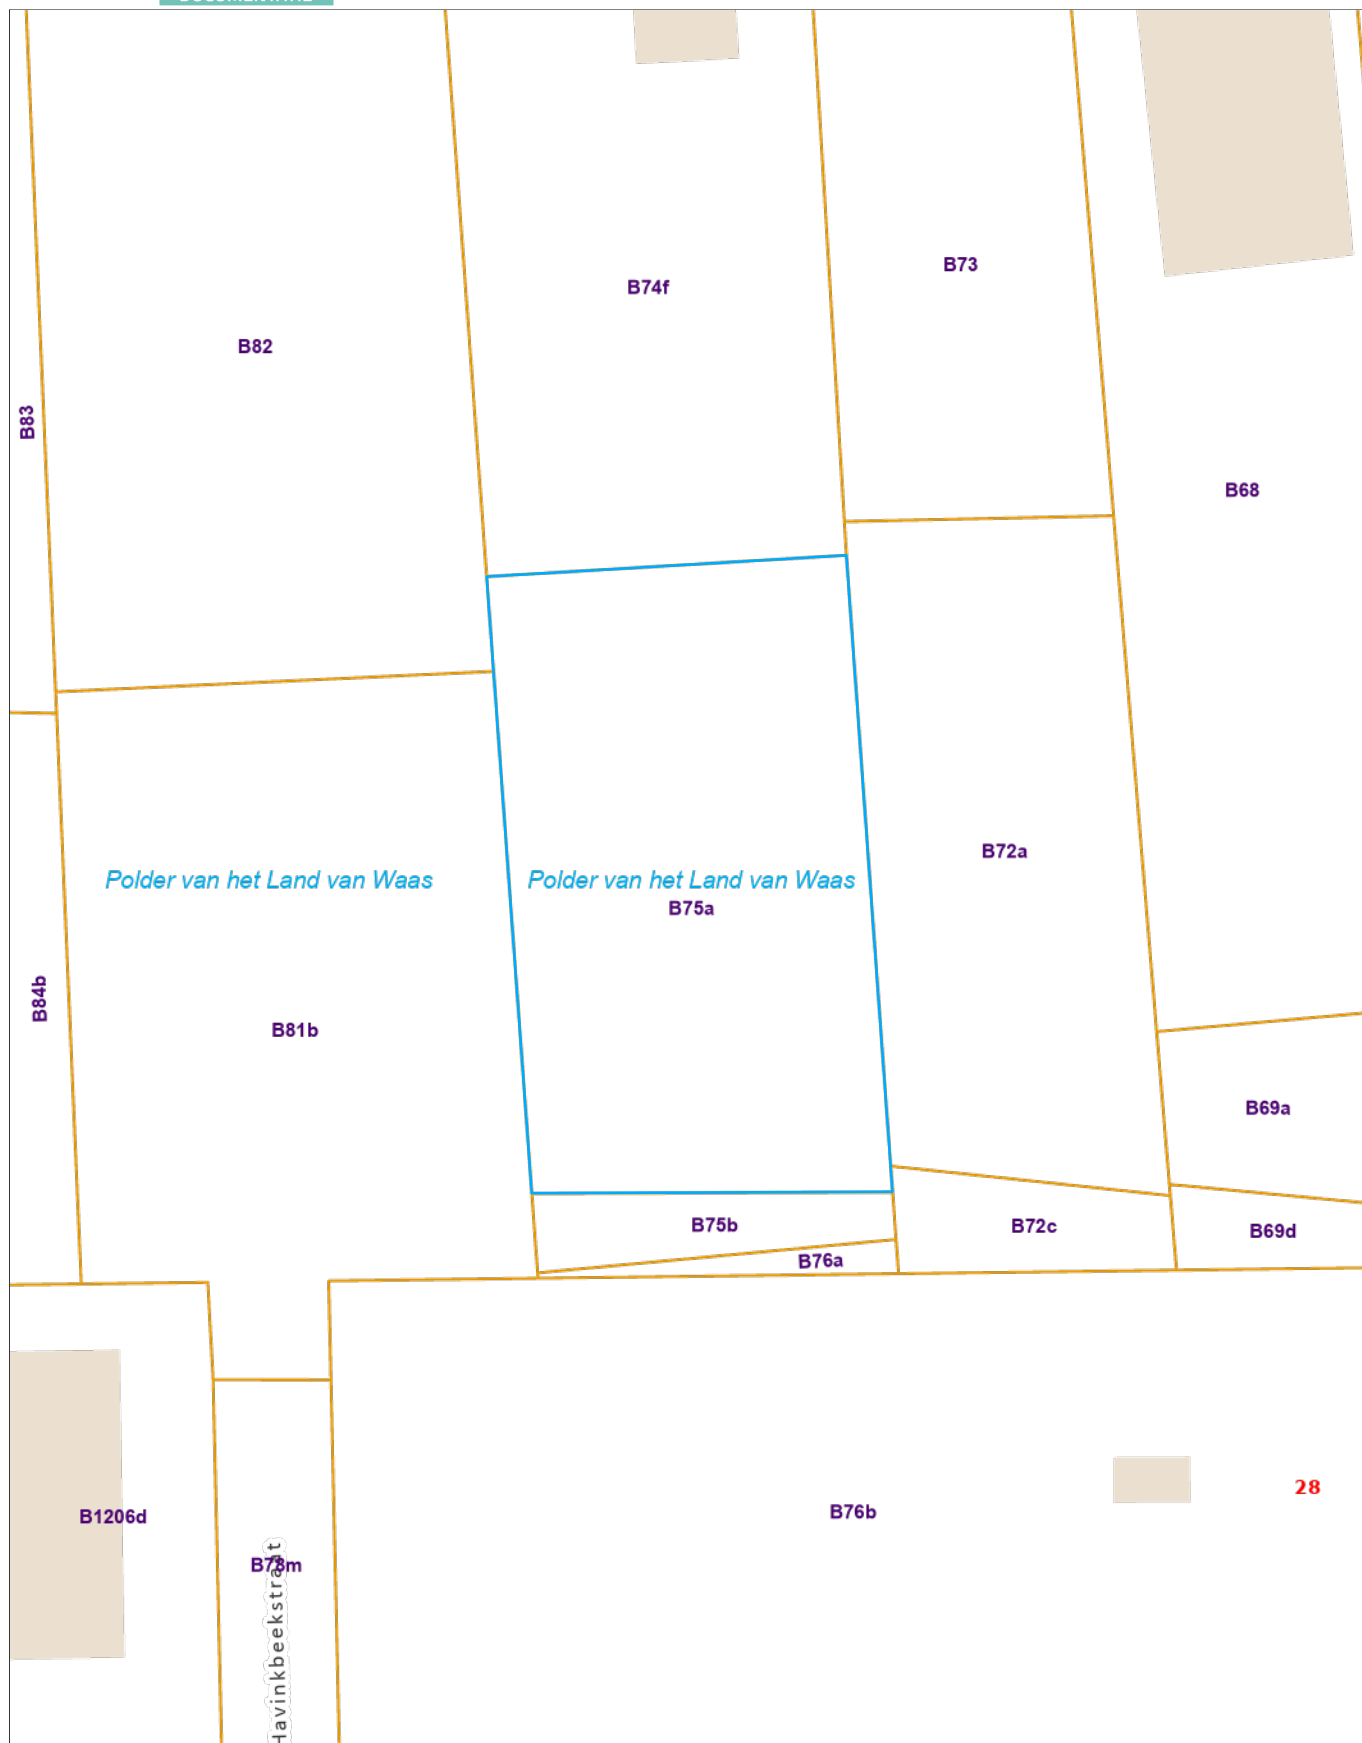 B73
B74f
B82
B83
B68
B72a
Polder van het Land van Waas
Polder van het Land van Waas
B75a
B84b
B81b
B69a
B75b
B72c
B69d
B76a
28
B76b
B1206d
B78m
Havinkbeekstraat